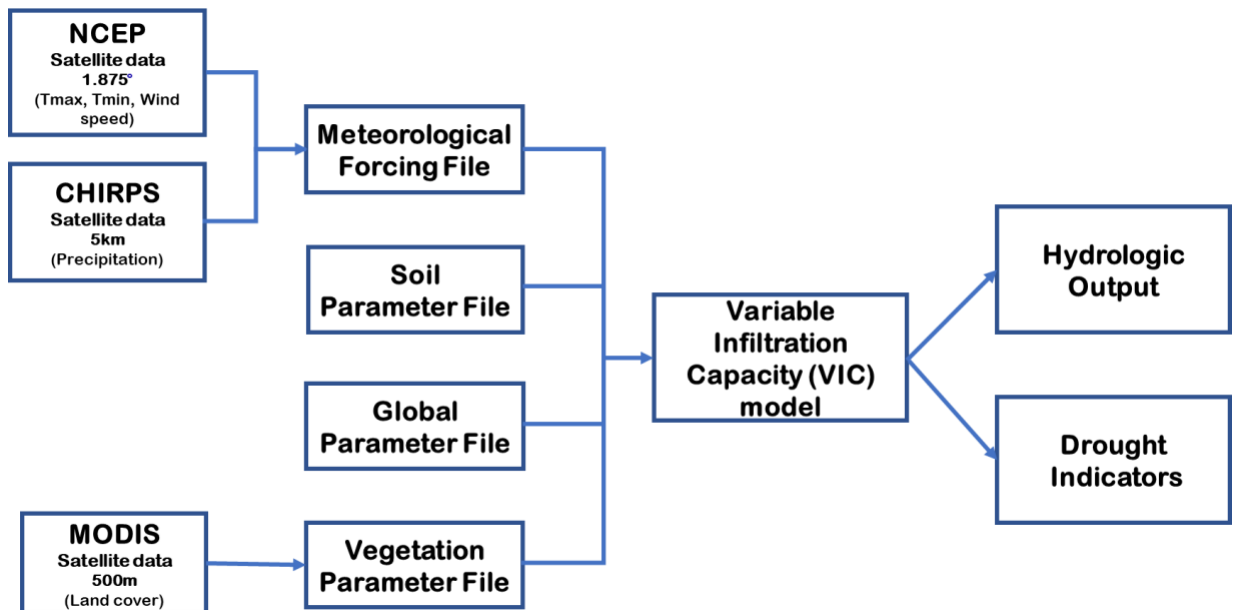 NCEP
Satellite data
1.875°
(Tmax, Tmin, Wind
speed)
CHIRPS
Satellite data
5km
(Precipitation)
MODIS
Satellite data
500m
(Land cover)
Meteorological
Forcing File
Soil
Parameter File
Global
Parameter File
Vegetation
Parameter File
Variable
Infiltration
Capacity (VIC)
model
Hydrologic
Output
Drought
Indicators